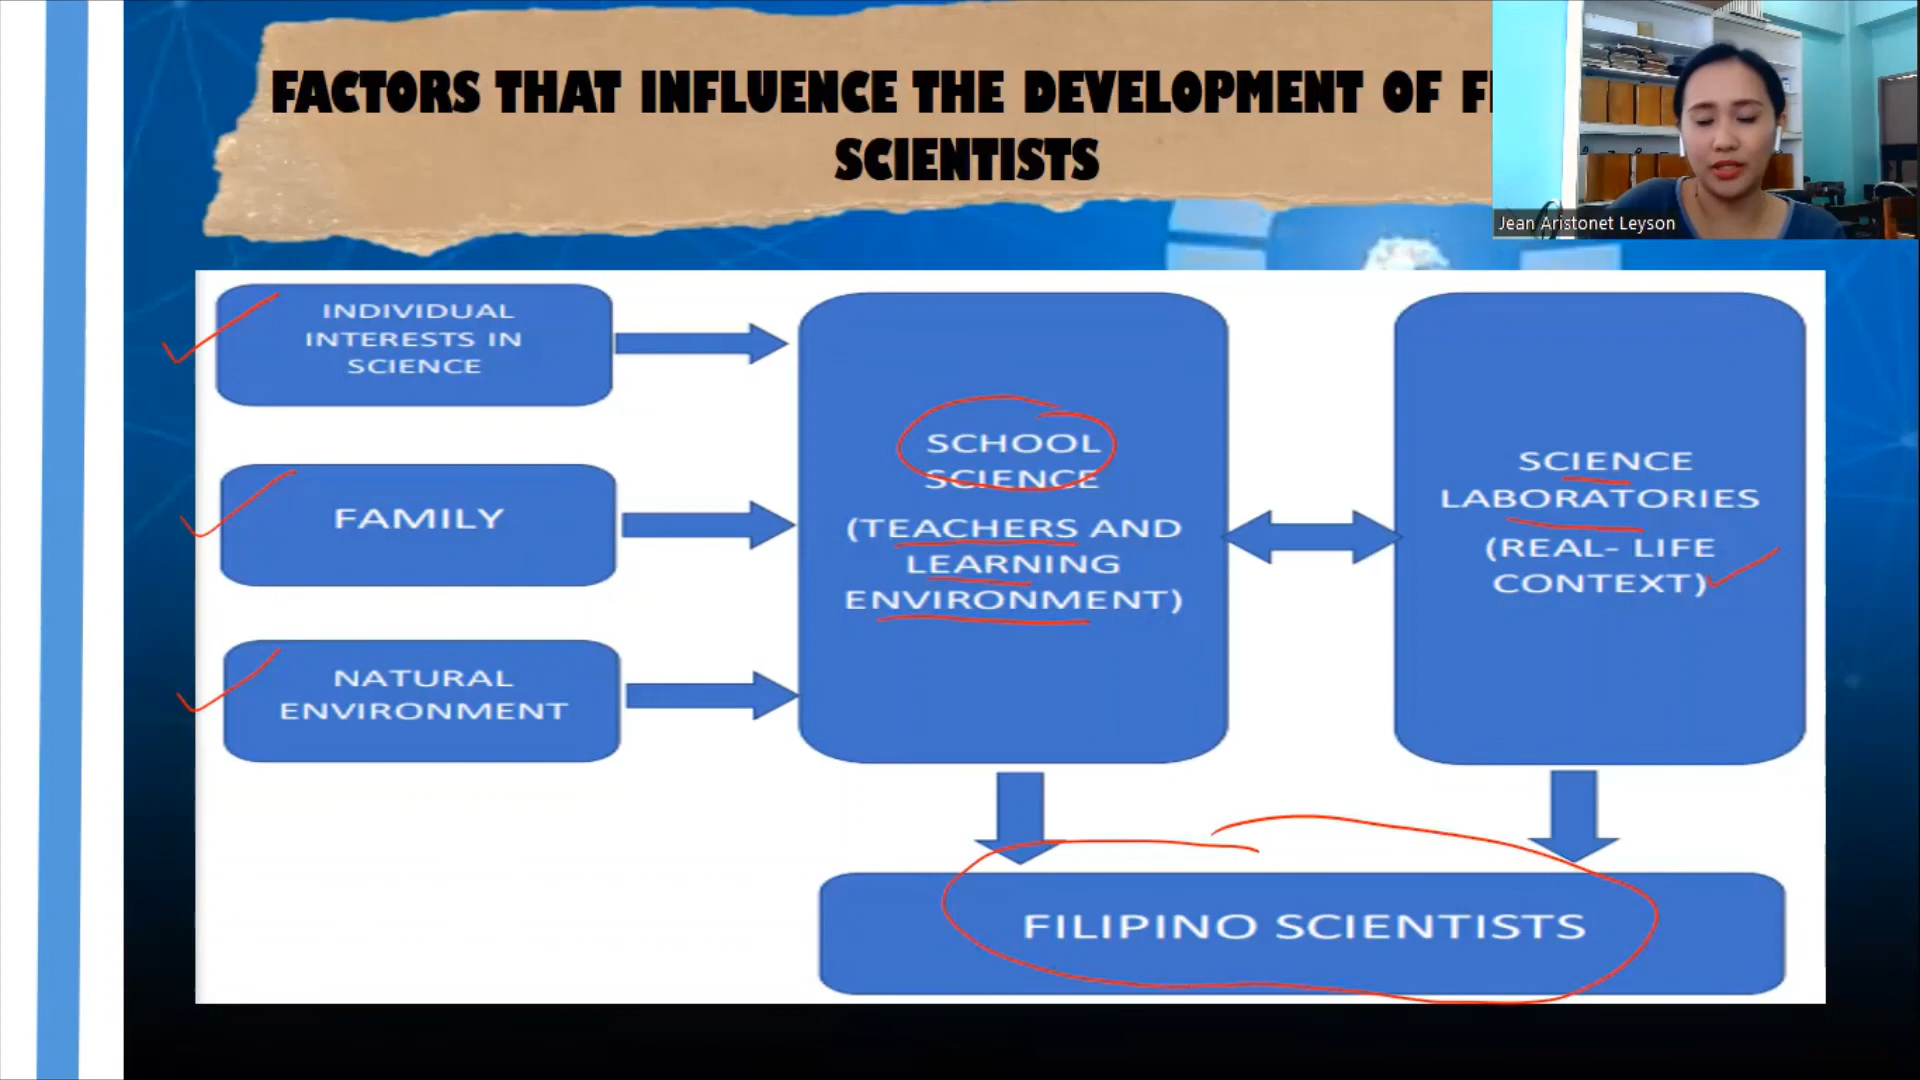 FACTORS THAT INFLUENCE THE DEVELOPMENT OF
SCIENTISTS
Jean Aristonet Leyson
INDIVIDUAL
INTERESTS IN
SCIENCE
FAMILY
NATURAL
ENVIRONMENT
SCHOOL
SCIENCE
(TEACHERS AND
LEARNING
ENVIRONMENT)
SCIENCE
LABORATORIES
(REAL- LIFE
CONTEXT)
FILIPINO SCIENTISTS